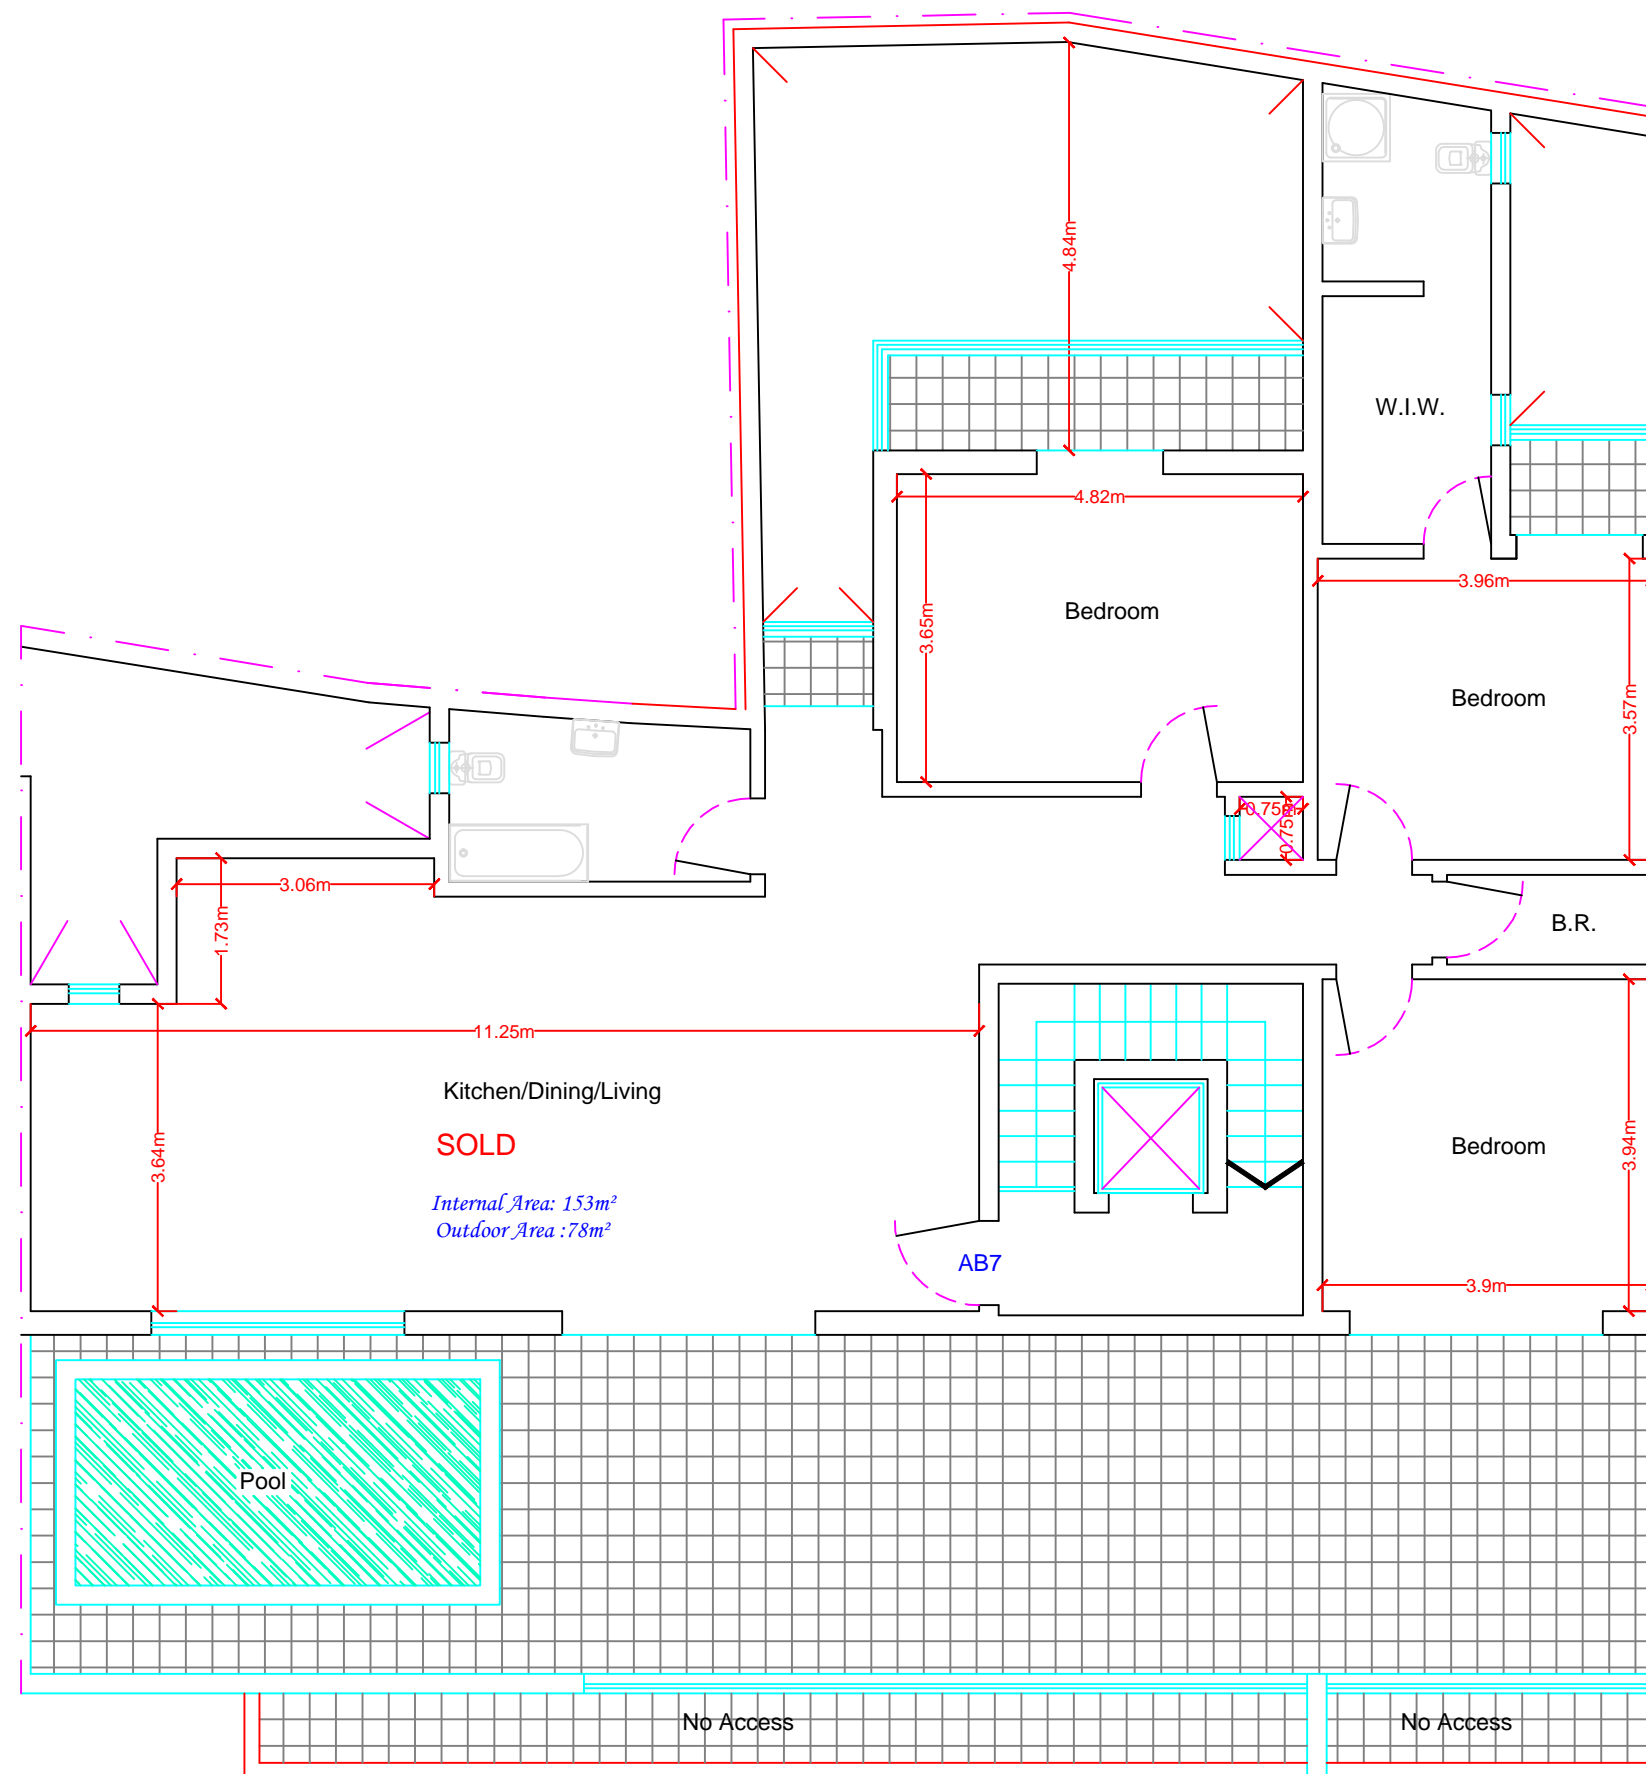 4.84m
W.I.W.
4.82m
3.96m
Bedroom
3.65m
Bedroom
3.57m
0.75m
0.75m
3.06m
1.73m
B.R.
11.25m
Kitchen/Dining/Living
SOLD
3.64m
Bedroom
3.94m
Internal Area: 153m²
Outdoor Area :78m²
AB7
3.9m
Pool
No Access
No Access